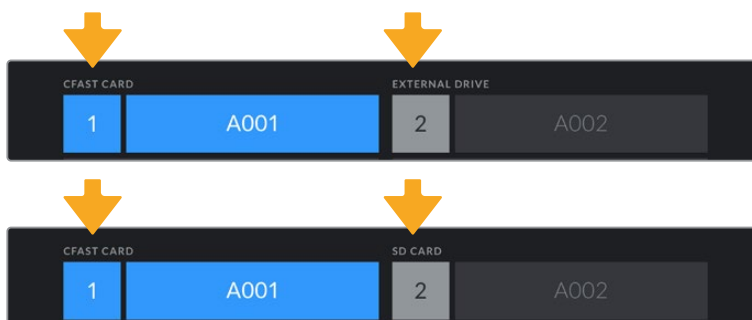 CFAST CARD EXTERNAL DRIVE
1 A001 2 A002
CFAST CARD SD CARD
1 A001 2 A002